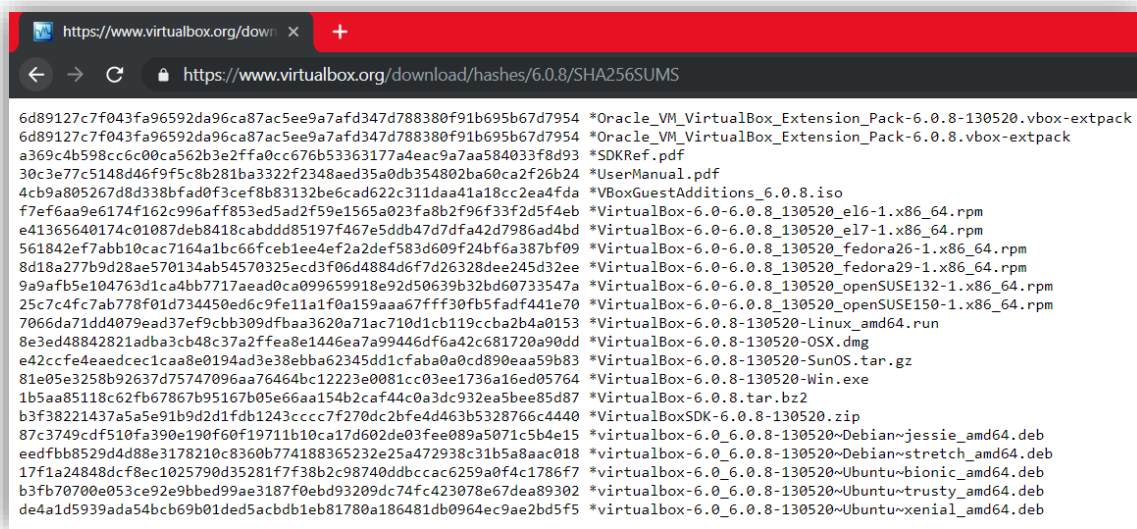 https://www.virtualbox.org/down
https://www.virtualbox.org/download/hashes/6.0.8/SHA256SUMS
6d89127c7f043fa96592da96ca87ac5ee9a7afd347d788380f91b695b67d7954 *Oracle_VM_VirtualBox_Extension_Pack-6.0.8-130520.vbox-extpack
6d89127c7f043fa96592da96ca87ac5ee9a7afd347d788380f91b695b67d7954 *Oracle_VM_VirtualBox_Extension_Pack-6.0.8.vbox-extpack
a369c4b598cc6c00ca562b3e2ffa0cc676b53363177a4eac9a7aa584033f8d93 *SDKRef.pdf
30c3e77c5148d46f9f5c8b281ba3322f2348aed35a0db354802ba60ca2f26b24 *UserManual.pdf
4cb9a805267d8d338bfad0f3cef8b83132be6cad622c311daa41a18cc2ea4fda *VBoxGuestAdditions_6.0.8.iso
f7ef6aa9e6174f162c996aff853ed5ad2f59e1565a023fa8b2f96f33f2d5f4eb *VirtualBox-6.0-6.0.8_130520_el6-1.x86_64.rpm
e41365640174c01087deb8418cabddd85197f467e5ddb47d7dfa42d7986ad4bd *VirtualBox-6.0-6.0.8_130520_el7-1.x86_64.rpm
561842ef7abb10cac7164a1bc66fceb1ee4ef2a2def583d609f24bf6a387bf09 *VirtualBox-6.0-6.0.8_130520_fedora26-1.x86_64.rpm
8d18a277b9d28ae570134ab54570325ecd3f06d4884d6f7d26328dee245d32ee *VirtualBox-6.0-6.0.8_130520_fedora29-1.x86_64.rpm
9a9afb5e104763d1ca4bb7717aead0ca099659918e92d50639b32bd60733547a *VirtualBox-6.0-6.0.8_130520_openSUSE132-1.x86_64.rpm
25c7c4fc7ab778f01d734450ed6c9fe11a1f0a159aaa67fff30fb5fadf441e70 *VirtualBox-6.0-6.0.8_130520_openSUSE150-1.x86_64.rpm
7066da71dd4079ead37ef9cbb309dfbaa3620a71ac710d1cb119ccba2b4a0153 *VirtualBox-6.0.8-130520-Linux_amd64.run
8e3ed48842821adba3cb48c37a2ffea8e1446ea7a99446df6a42c681720a90dd *VirtualBox-6.0.8-130520-OSX.dmg
e42ccfe4eaedcec1caa8e0194ad3e38ebba62345dd1cfaba0a0cd890eaa59b83 *VirtualBox-6.0.8-130520-SunOS.tar.gz
81e05e3258b92637d75747096aa76464bc12223e0081cc03ee1736a16ed05764 *VirtualBox-6.0.8-130520-Win.exe
1b5aa85118c62fb67867b95167b05e66aa154b2caf44c0a3dc932ea5bee85d87 *VirtualBox-6.0.8.tar.bz2
b3f38221437a5a5e91b9d2d1fdb1243cccc7f270dc2bfe4d463b5328766c4440 *VirtualBoxSDK-6.0.8-130520.zip
87c3749cdf510fa390e190f60f19711b10ca17d602de03fee089a5071c5b4e15 *virtualbox-6.0_6.0.8-130520~Debian~jessie_amd64.deb
eedfbb8529d4d88e3178210c8360b774188365232e25a472938c31b5a8aac018 *virtualbox-6.0_6.0.8-130520~Debian~stretch_amd64.deb
17f1a24848dcf8ec1025790d35281f7f38b2c98740ddbccac6259a0f4c1786f7 *virtualbox-6.0_6.0.8-130520~Ubuntu~bionic_amd64.deb
b3fb70700e053ce92e9bbed99ae3187f0ebd93209dc74fc423078e67dea89302 *virtualbox-6.0_6.0.8-130520~Ubuntu~trusty_amd64.deb
de4a1d5939ada54bcb69b01ded5acbdb1eb81780a186481db0964ec9ae2bd5f5 *virtualbox-6.0_6.0.8-130520~Ubuntu~xenial_amd64.deb